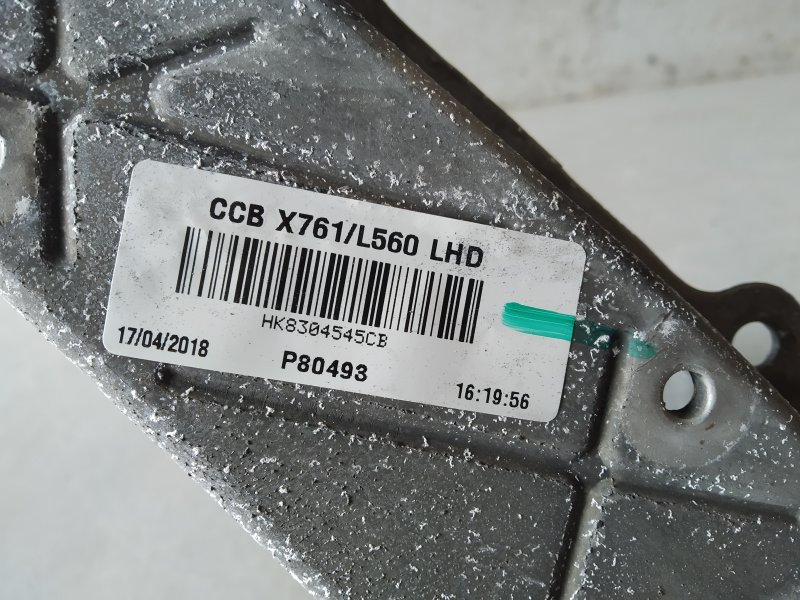 CCB X761/L560 LHD
HK8304545CB
17/04/2018
P80493
16:19:56